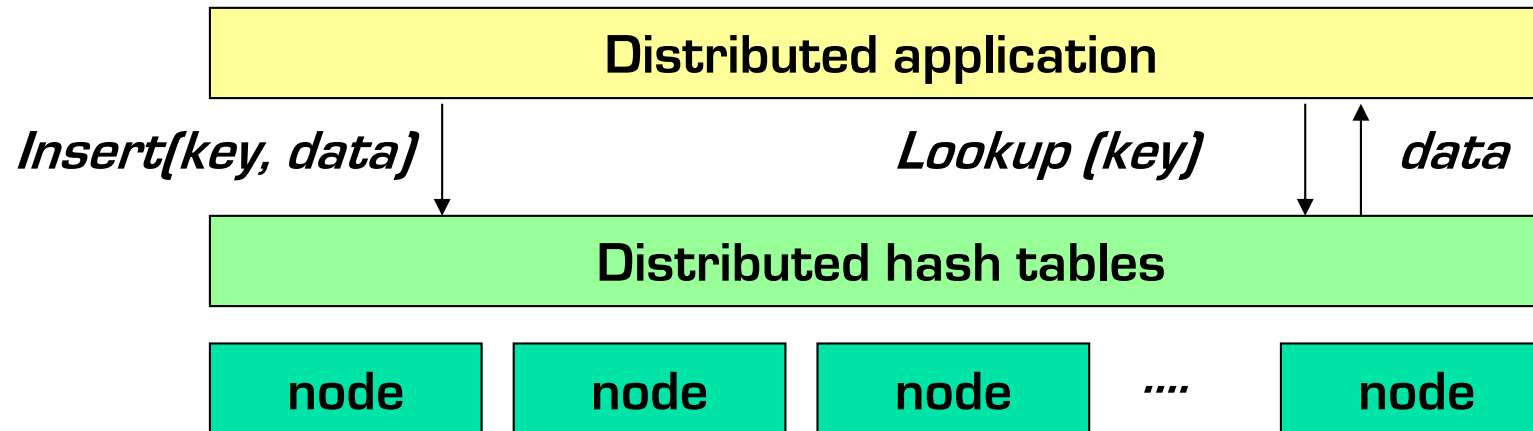 Distributed application
Insert(key, data) Lookup (key) data
Distributed hash tables
node node node .... node